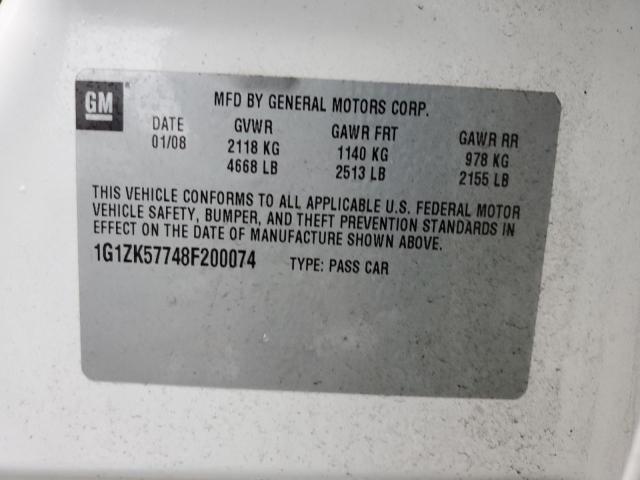 GM
MFD BY GENERAL MOTORS CORP.
DATE GVWR GAWR FRT GAWR RR
01/08 2118 KG 1140 KG 978 KG
4668 LB 2513 LB 2155 LB
THIS VEHICLE CONFORMS TO ALL APPLICABLE U.S. FEDERAL MOTOR
VEHICLE SAFETY, BUMPER, AND THEFT PREVENTION STANDARDS IN
EFFECT ON THE DATE OF MANUFACTURE SHOWN ABOVE.
1G1ZK57748F200074 TYPE: PASS CAR